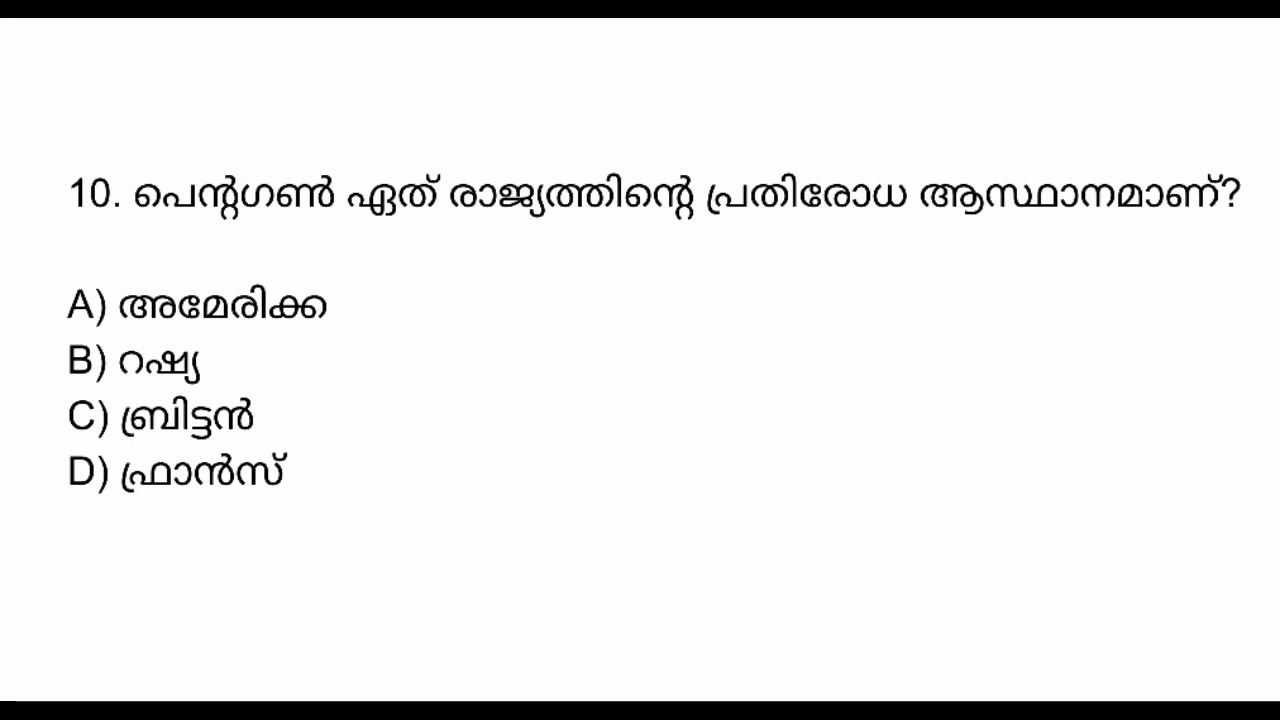 10. പെന്റഗൺ ഏത് രാജ്യത്തിന്റെ പ്രതിരോധ ആസ്ഥാനമാണ്?
A) അമേരിക്ക
B) റഷ്യ
C) ബ്രിട്ടൻ
D) ഫ്രാൻസ്